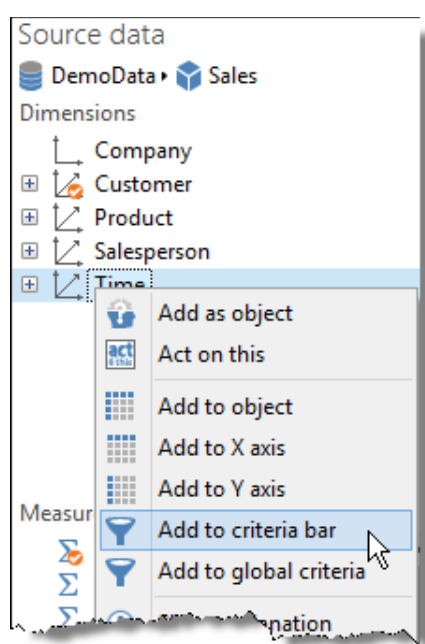 Source data
DemoData Sales
Dimensions
Company
Customer
Product
Salesperson
Time
Add as object
act
Act on this
Add to object
Add to X axis
Add to Y axis
Add to criteria bar
Add to global criteria